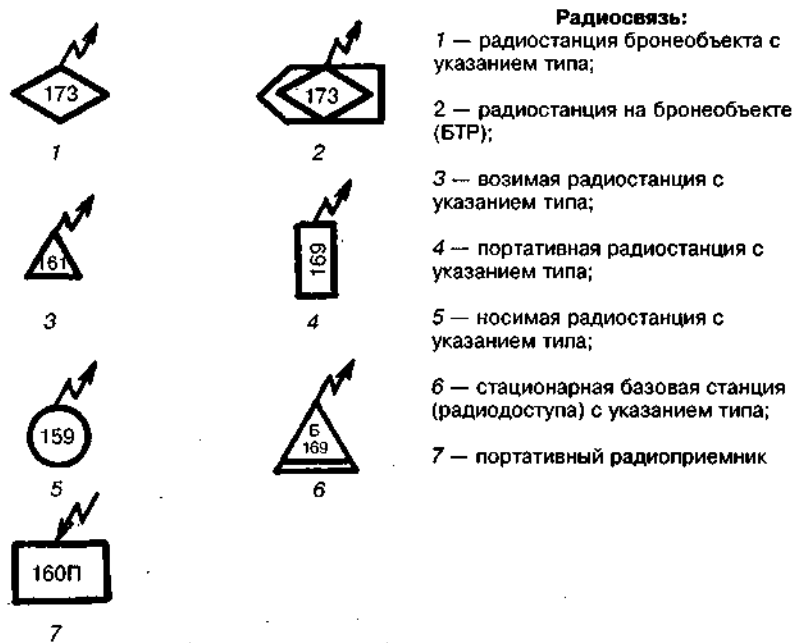 173
1
173
2
161
3
169
4
159
5
Б
169
6
160П
7
Радиосвязь:
1 — радиостанция бронеобъекта с
указанием типа;
2 — радиостанция на бронеобъекте
(БТР);
3 — возимая радиостанция с
указанием типа;
4 — портативная радиостанция с
указанием типа;
5 — носимая радиостанция с
указанием типа;
6 — стационарная базовая станция
(радиодоступа) с указанием типа;
7 — портативный радиоприемник